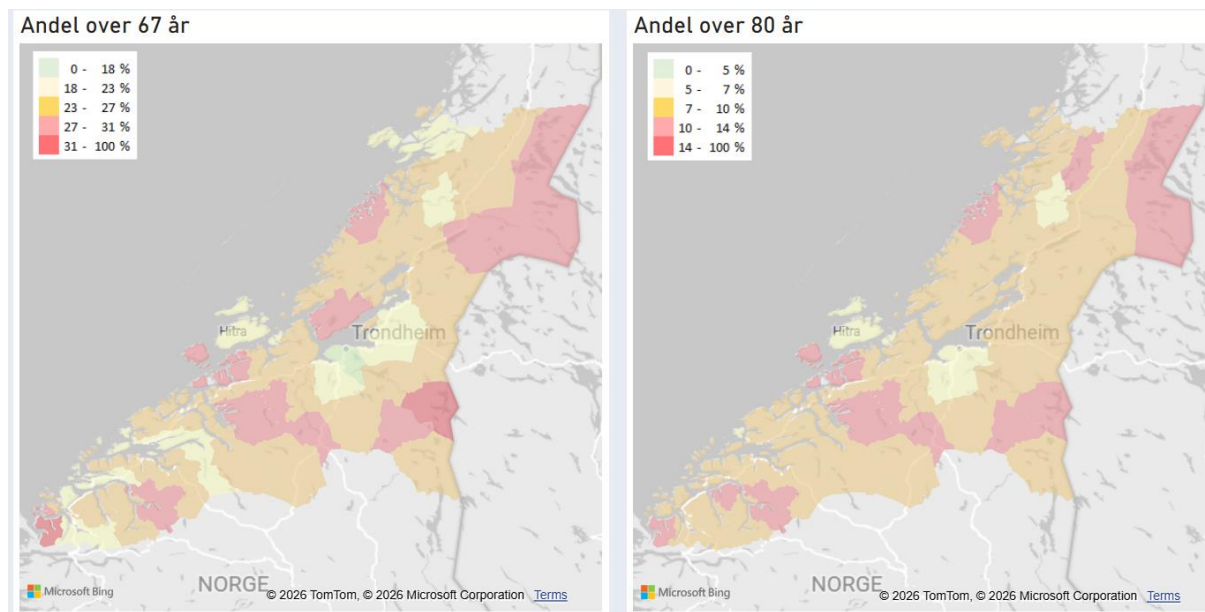 Andel over 67 år
0 - 18 %
18 - 23 %
23 - 27 %
27 - 31 %
31 - 100 %
Hitra
Trondheim
NORGE
Microsoft Bing
© 2026 TomTom, © 2026 Microsoft Corporation Terms
Andel over 80 år
0 - 5 %
5 - 7 %
7 - 10 %
10 - 14 %
14 - 100 %
Hitra
Trondheim
NORGE
Microsoft Bing
© 2026 TomTom, © 2026 Microsoft Corporation Terms